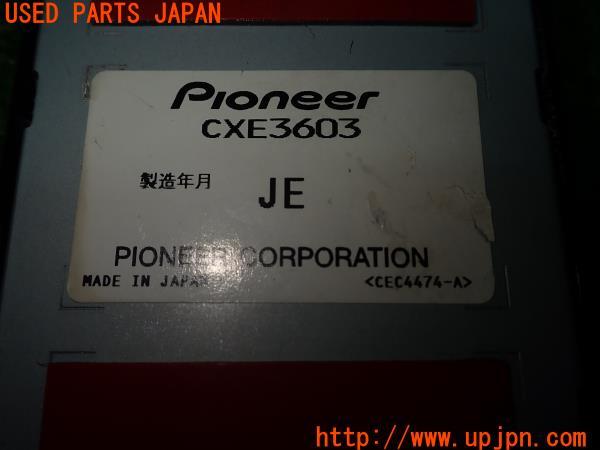 USED PARTS JAPAN
Pioneer
CXE3603
製造年月 JE
PIONEER CORPORATION
MADE IN JAPAN <CEC4474-A>
http://www.upjpn.com/